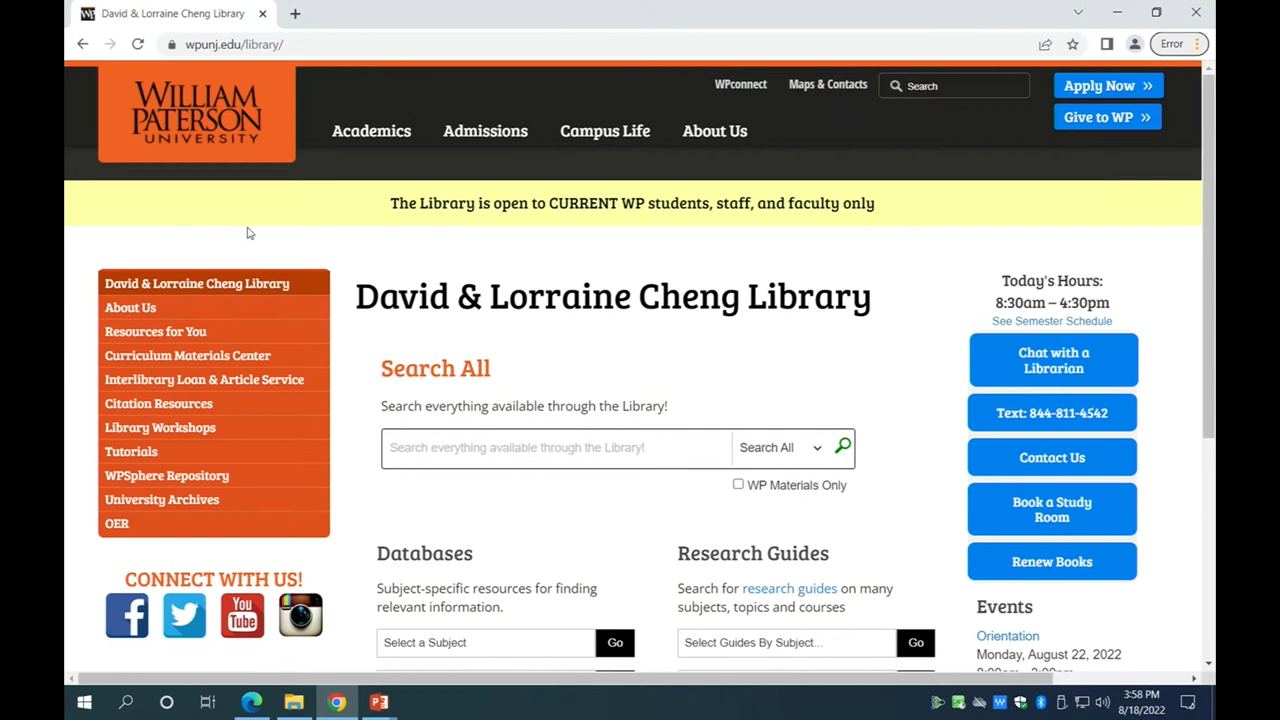 David & Lorraine Cheng Library
wpunj.edu/library/
Error
WILLIAM
PATERSON
UNIVERSITY
WPconnect
Maps & Contacts
Search
Apply Now »
Give to WP »
Academics
Admissions
Campus Life
About Us
The Library is open to CURRENT WP students, staff, and faculty only
David & Lorraine Cheng Library
About Us
Resources for You
Curriculum Materials Center
Interlibrary Loan & Article Service
Citation Resources
Library Workshops
Tutorials
WPSphere Repository
University Archives
OER
CONNECT WITH US!
You
Tube
David & Lorraine Cheng Library
Search All
Search everything available through the Library!
Search everything available through the Library!
Search All
WP Materials Only
Databases
Subject-specific resources for finding
relevant information.
Select a Subject
Go
Research Guides
Search for research guides on many
subjects, topics and courses
Select Guides By Subject...
Go
Today's Hours:
8:30am – 4:30pm
See Semester Schedule
Chat with a
Librarian
Text: 844-811-4542
Contact Us
Book a Study
Room
Renew Books
Events
Orientation
Monday, August 22, 2022
3:58 PM
8/18/2022